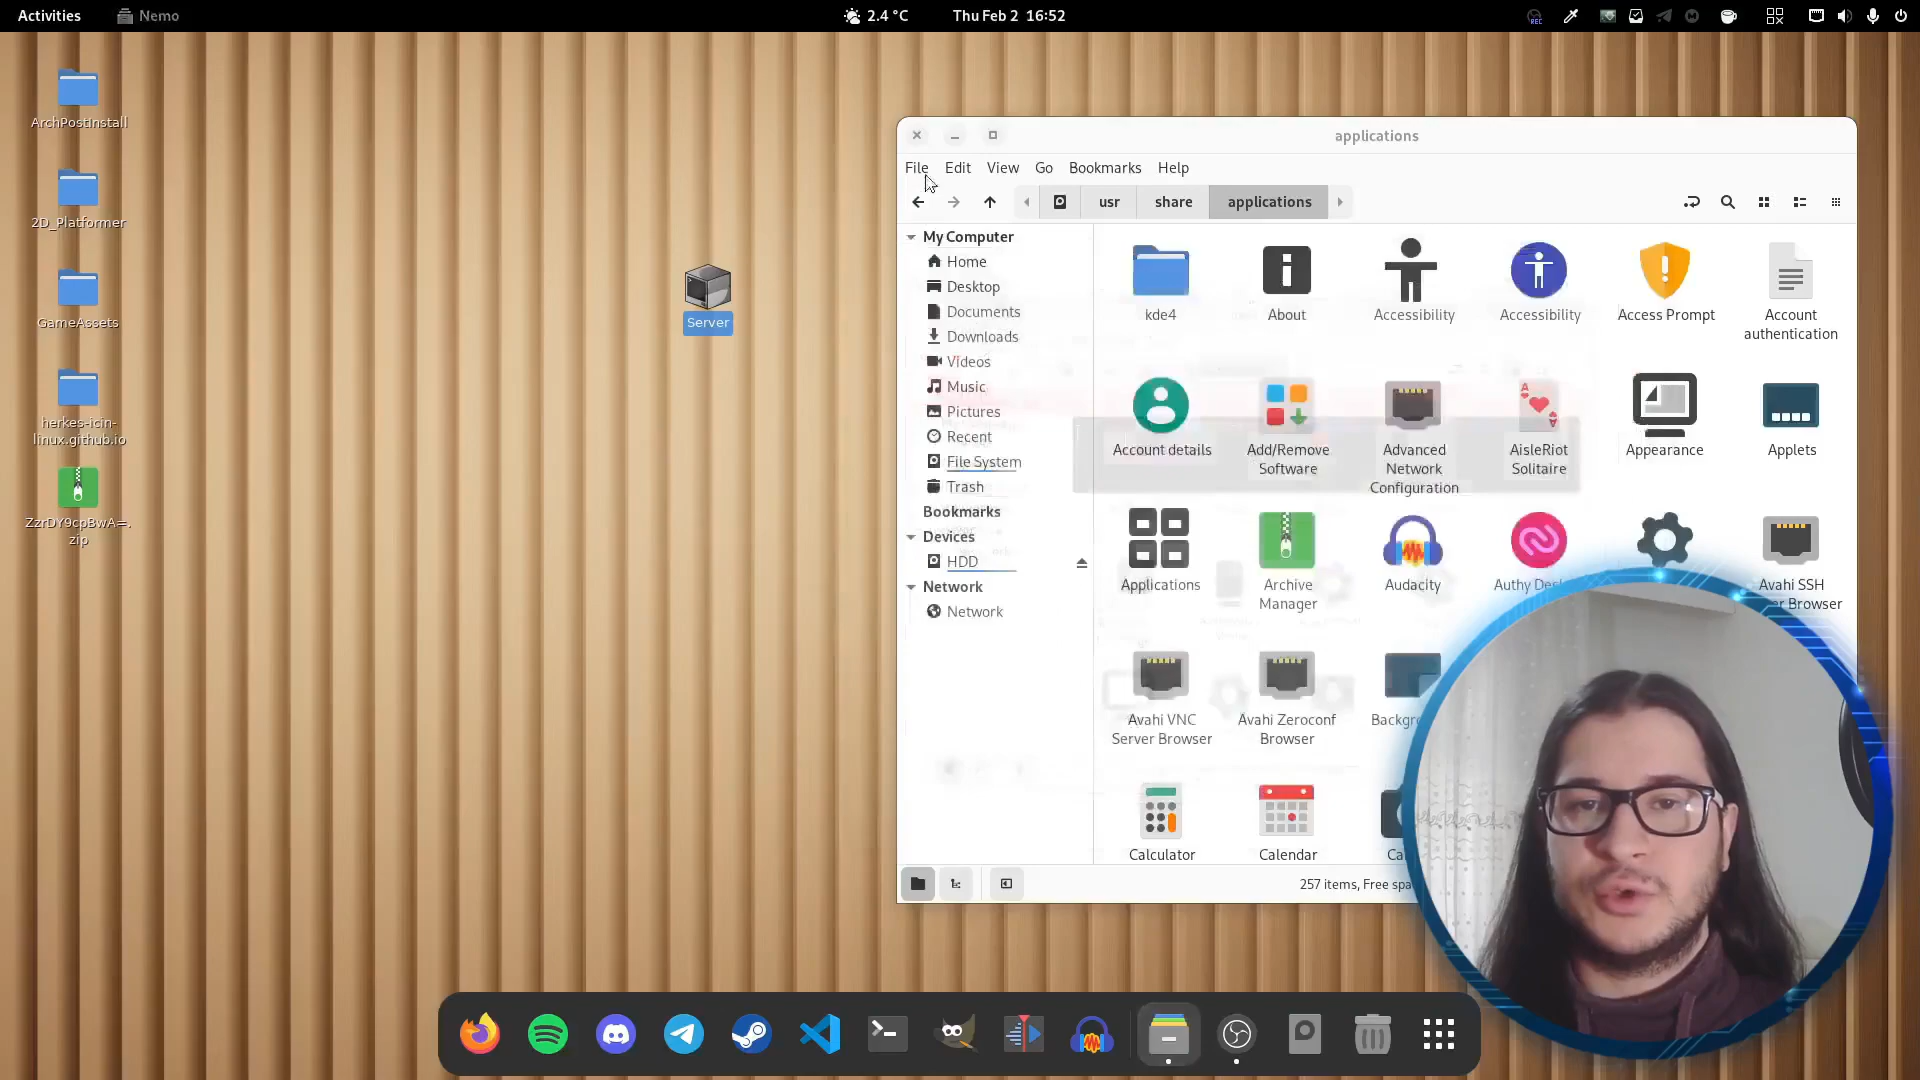 Activities
Nemo
2.4 °C
Thu Feb 2 16:52
REC
ArchPostInstall
2D_Platformer
GameAssets
herkes-icin-
linux.github.io
ZzrDY9cpBwA=.
zip
Server
applications
File Edit View Go Bookmarks Help
usr share applications
My Computer
Home
Desktop
Documents
Downloads
Videos
Music
Pictures
Recent
File System
Trash
Bookmarks
Devices
HDD
Network
Network
kde4
About
Accessibility
Accessibility
Access Prompt
Account
authentication
Account details
Add/Remove
Software
Advanced
Network
Configuration
AisleRiot
Solitaire
Appearance
Applets
Applications
Archive
Manager
Audacity
Authy
Avahi SSH
Browser
Avahi VNC
Server Browser
Avahi Zeroconf
Browser
Calculator
Calendar
257 items, Free